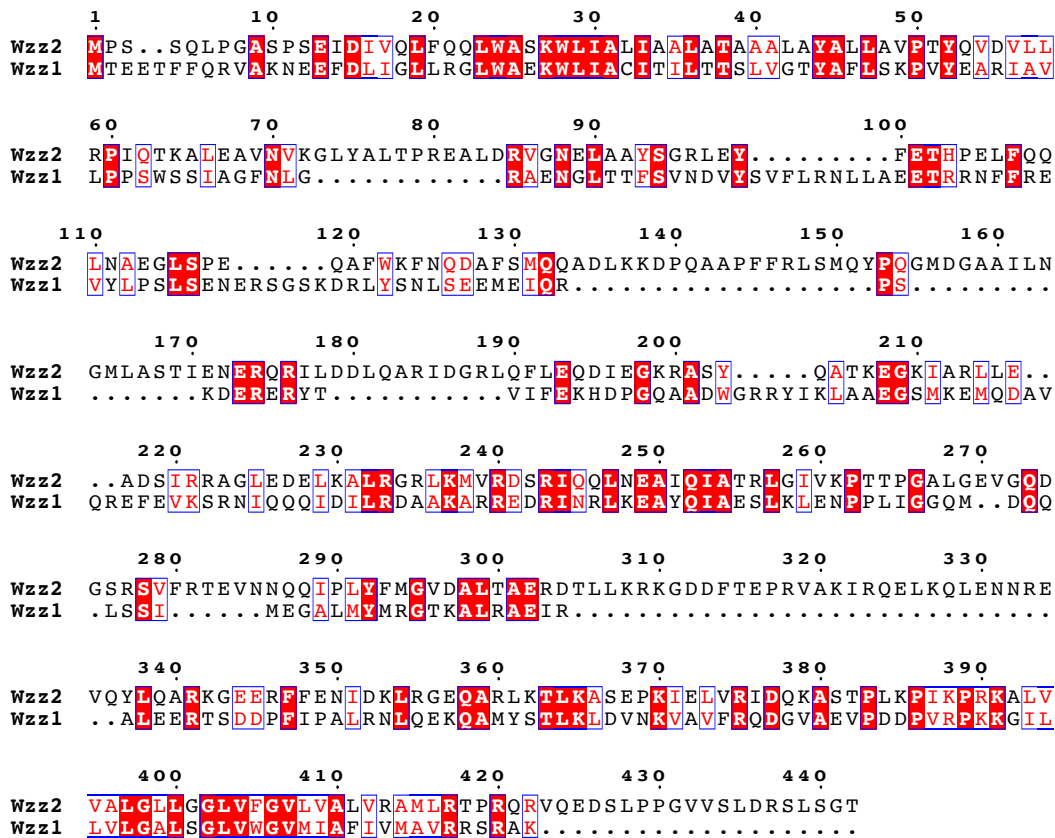 1 10 20 30 40 50
Wzz2 MPS..SQLPGASPSEIDIVQLFQQLWASKWLIALIAALATAAALAYALLAVPTYQVDVLL
Wzz1 MTEETFFQRVAKNEEFDLIGLLRGLWAEKWLIACITILTTSLVGTYAFLSKPVYEARIAV
60 70 80 90 100
Wzz2 RPIQTKALEAVNVKGLYALTPREALDRVGNELAAYSGRLEY.........FETHPELFQQ
Wzz1 LPPSWSSIAGFNLG............RAENGLTTFSVNDVYSVFLRNLLAEETRRNFFRE
110 120 130 140 150 160
Wzz2 LNAEGLSPE......QAFWKFNQDAFSMQQADLKKDPQAAPFFRLSMQYPQGMDGAAILN
Wzz1 VYLPSLSENERSGSKDRLYSNLSEEMEIQR....................PS.........
170 180 190 200 210
Wzz2 GMLASTIENERQRILDDLQARIDGRLQFLEQDIEGKRASY.....QATKEGKIARLLE..
Wzz1 .......KDERERYT............VIFEKHDPGQAADWGRRYIKLAAEGSMKEMQDAV
220 230 240 250 260 270
Wzz2 ..ADSIRRAGLEDELKALRGRLKMVRDSRIQQLNEAIQIATRLGIVKPTTPGALGEVGQD
Wzz1 QREFEVKSRNIQQQIDILRDAAKARREDRINRLKEAYQIAESLKLENPPLIGGQM..DQQ
280 290 300 310 320 330
Wzz2 GSRSVFRTEVNNQQIPLYFMGVDALTAERDTLLKRKGDDFTEPRVAKIRQELKQLENNRE
Wzz1 .LSSI......MEGALMYMRGTKALRAEIR..............................
340 350 360 370 380 390
Wzz2 VQYLQARKGEERFFENIDKLRGEQARLKTLKASEPKIELVRIDQKASTPLKPIKPRKALV
Wzz1 ..ALEERTSDDPFIPALRNLQEKQAMYSTLKLDVNKVAVFRQDGVAEVPDDPVRPKKGIL
400 410 420 430 440
Wzz2 VALGLLGGLVFGVLVALVRAMLRTPRQRVQEDSLPPGVVSLDRSLSGT
Wzz1 LVLGALSGLVWGVMIAFIVMAVRRSRAK....................